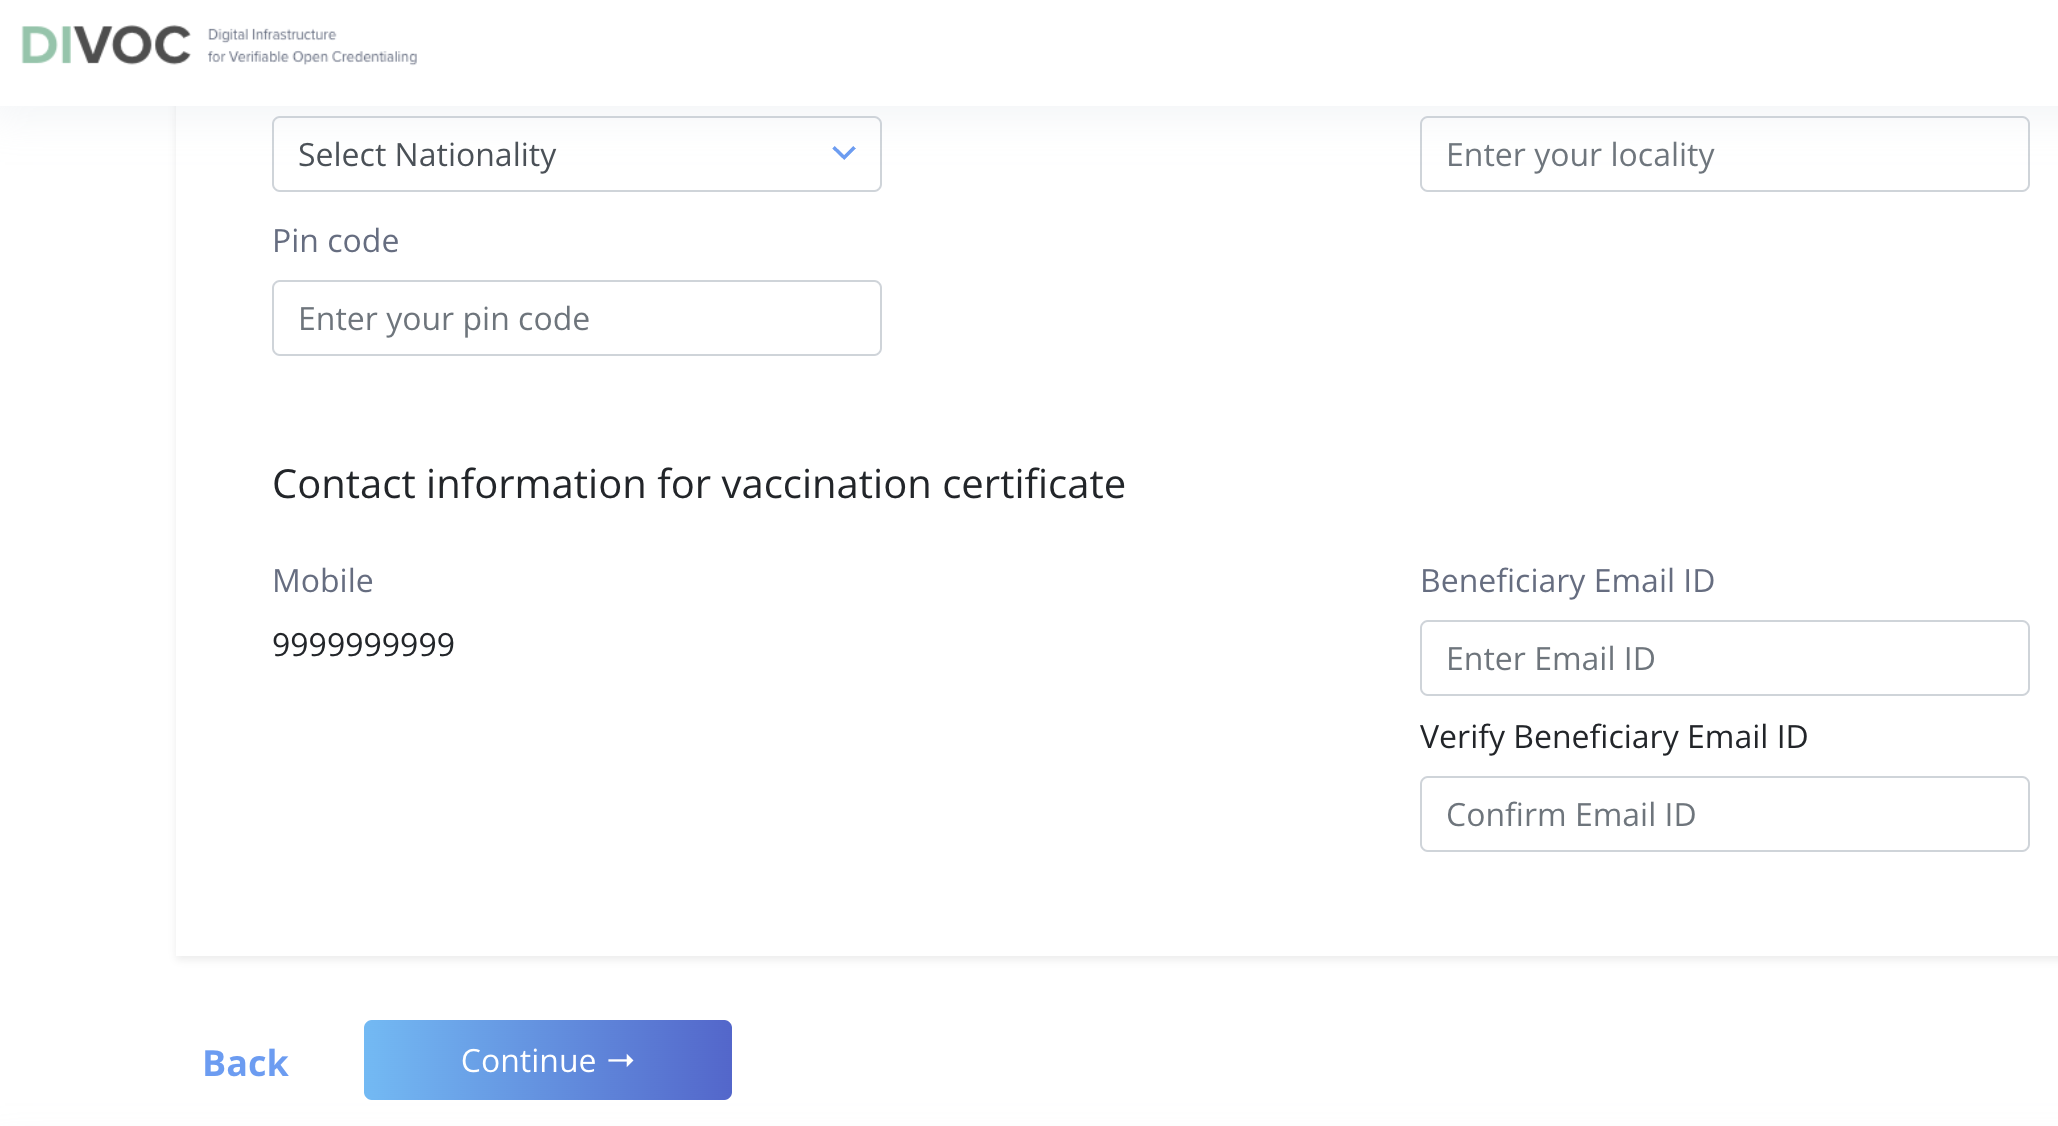 DIVOC
Digital Infrastructure
for Verifiable Open Credentialing
Select Nationality
Enter your locality
Pin code
Enter your pin code
Contact information for vaccination certificate
Mobile
9999999999
Beneficiary Email ID
Enter Email ID
Verify Beneficiary Email ID
Confirm Email ID
Back
Continue →